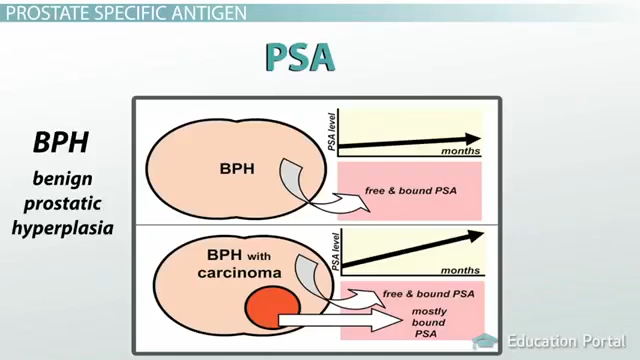 PROSTATE SPECIFIC ANTIGEN
PSA
BPH
benign
prostatic
hyperplasia
BPH
PSA level
months
free & bound PSA
BPH with
carcinoma
PSA level
months
free & bound PSA
mostly
bound
PSA
Education Portal